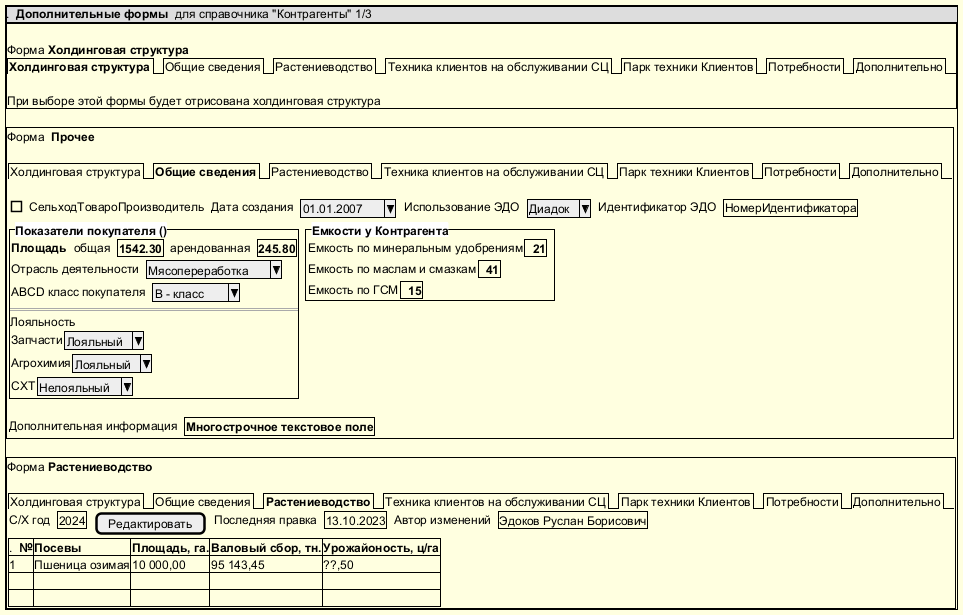 . Дополнительные формы для справочника "Контрагенты" 1/3
Форма Холдинговая структура
Холдинговая структура Общие сведения Растениеводство Техника клиентов на обслуживании СЦ Парк техники Клиентов Потребности Дополнительно
При выборе этой формы будет отрисована холдинговая структура
Форма Прочее
Холдинговая структура Общие сведения Растениеводство Техника клиентов на обслуживании СЦ Парк техники Клиентов Потребности Дополнительно
СельходТовароПроизводитель Дата создания 01.01.2007 Использование ЭДО Диадок Идентификатор ЭДО НомерИдентификатора
Показатели покупателя () Емкости у Контрагента
Площадь общая 1542.30 арендованная 245.80 Емкость по минеральным удобрениям 21
Отрасль деятельности Мясопереработка Емкость по маслам и смазкам 41
ABCD класс покупателя B - класс Емкость по ГСМ 15
Лояльность
Запчасти Лояльный
Агрохимия Лояльный
СХТ Нелояльный
Дополнительная информация Многострочное текстовое поле
Форма Растениеводство
Холдинговая структура Общие сведения Растениеводство Техника клиентов на обслуживании СЦ Парк техники Клиентов Потребности Дополнительно
С/Х год 2024 Редактировать Последняя правка 13.10.2023 Автор изменений Эдоков Руслан Борисович
. № Посевы Площадь, га. Валовый сбор, тн. Урожайоность, ц/га
1 Пшеница озимая 10 000,00 95 143,45 ??,50